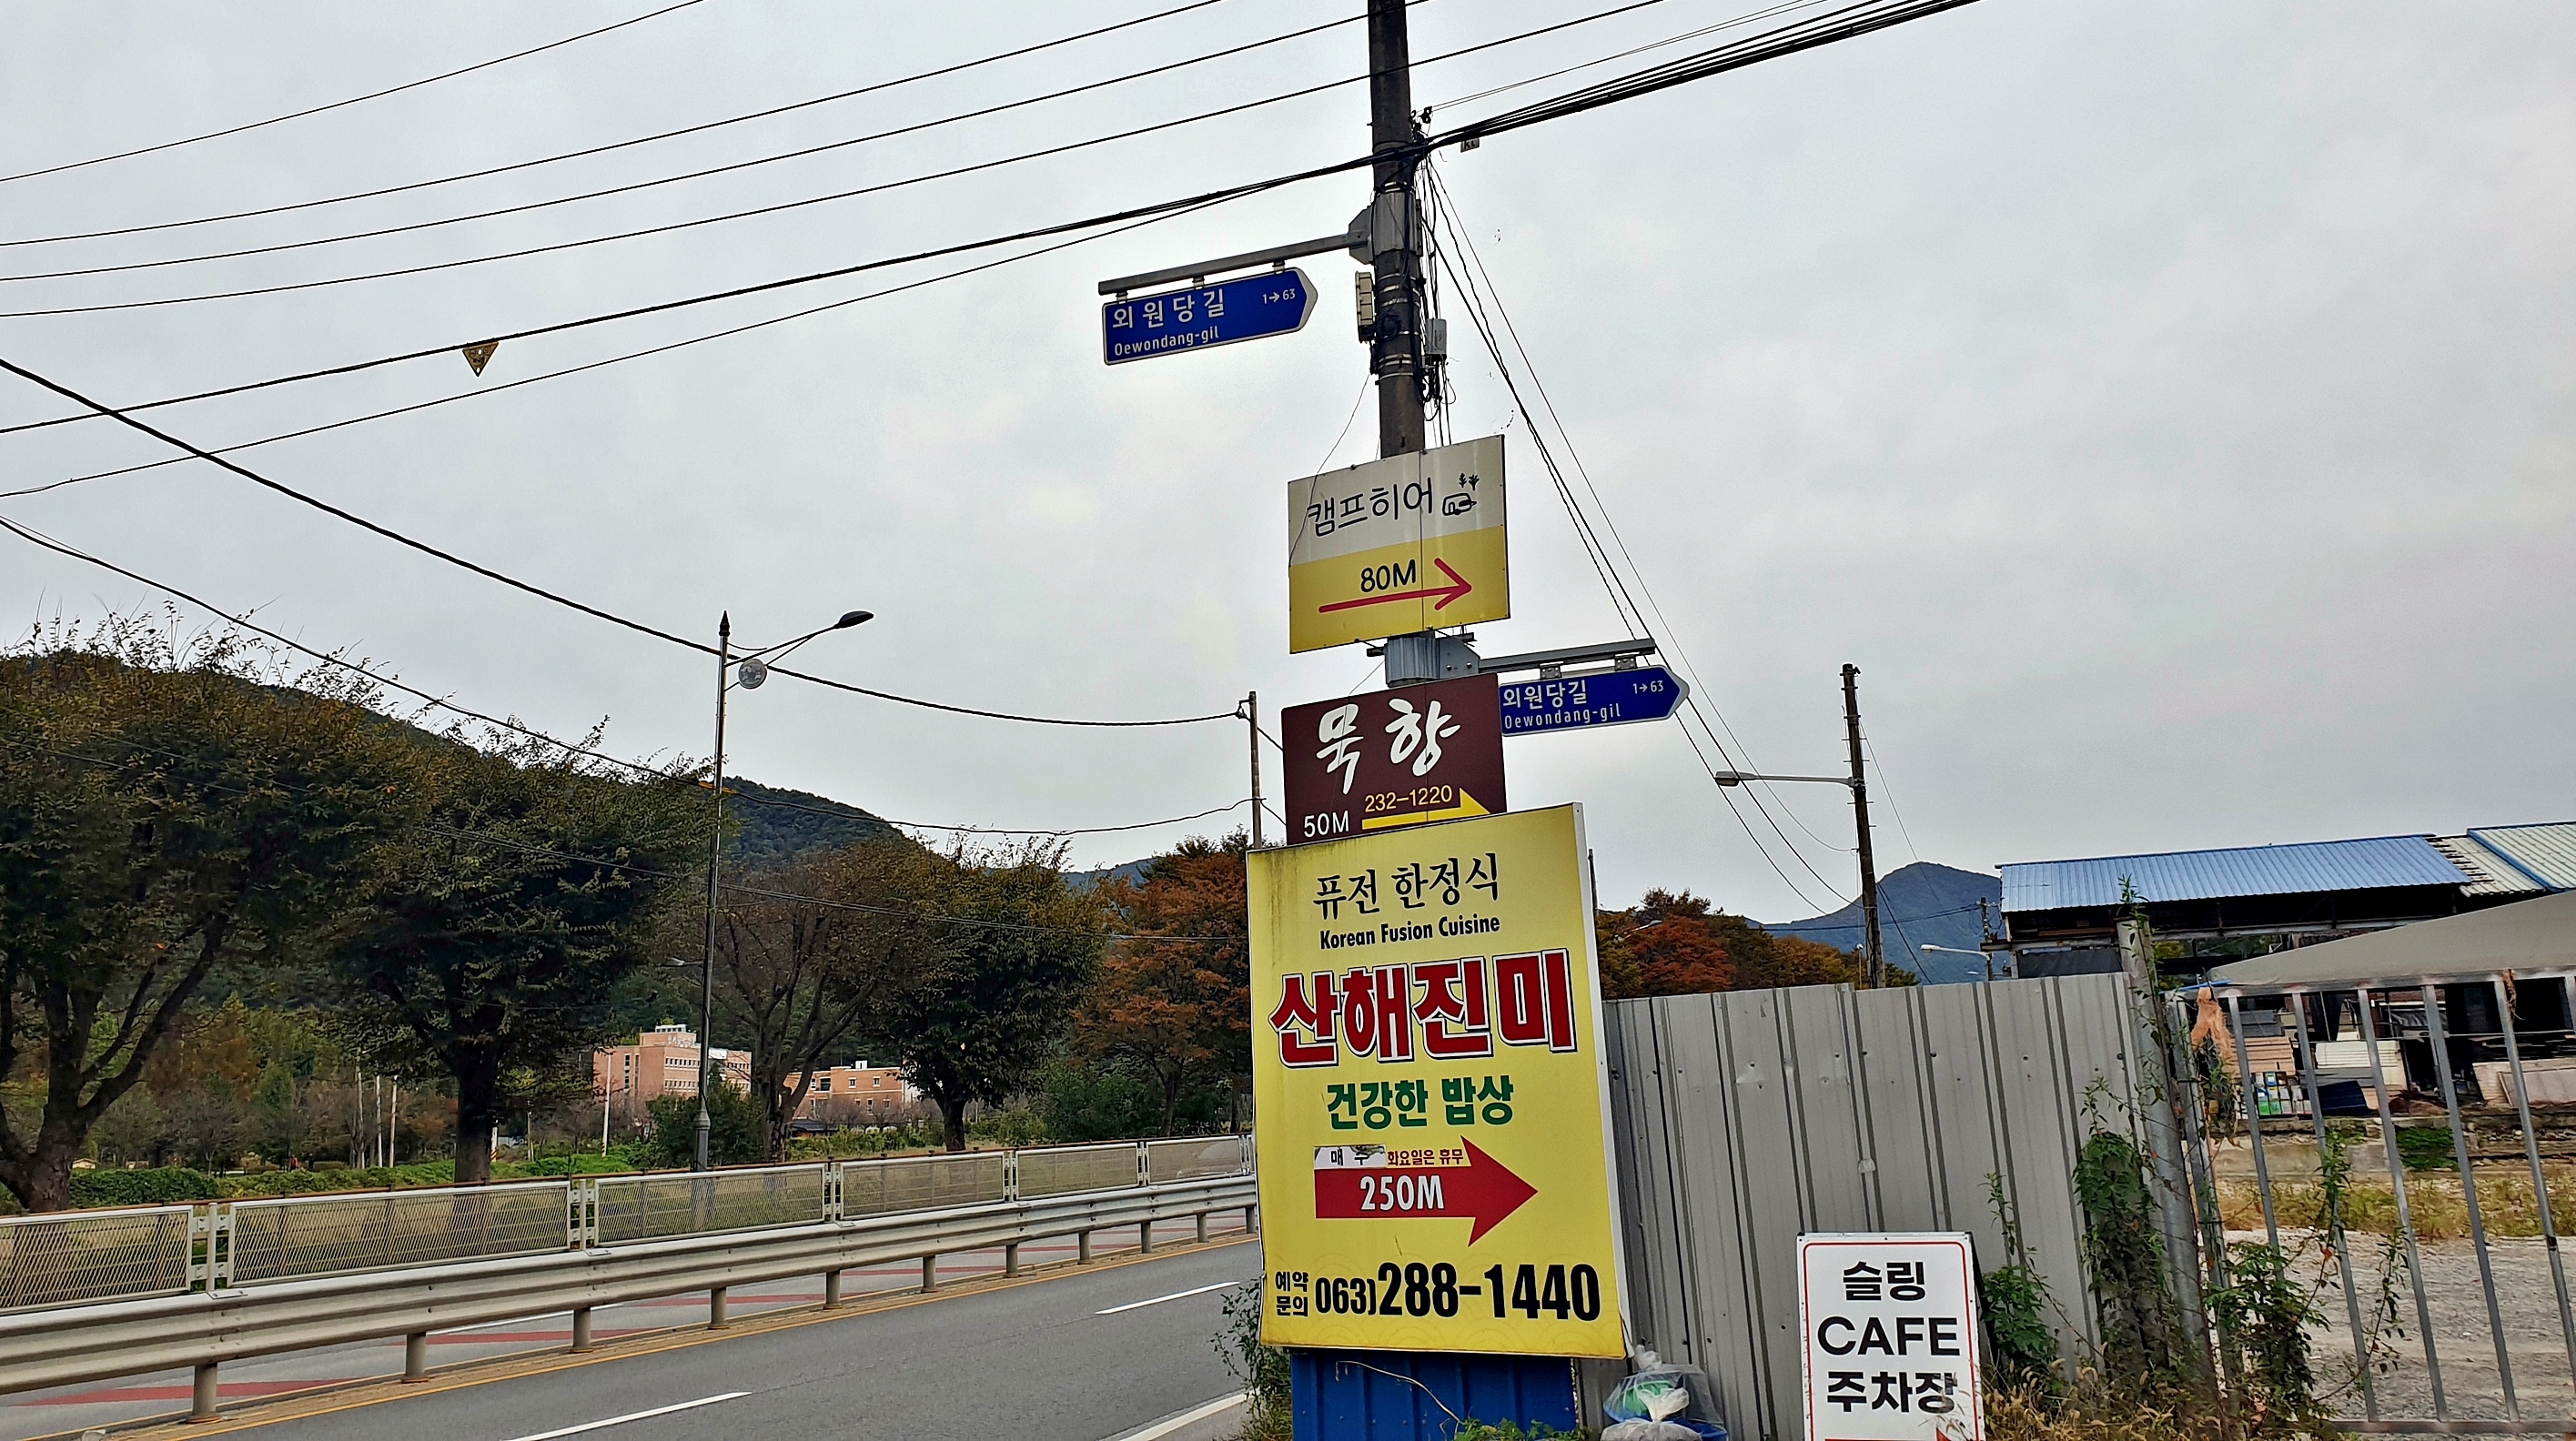 외원당길 1→63
Oewondang-gil
캠프히어
80M
외원당길 1→63
Oewondang-gil
묵향
232-1220
50M
퓨전 한정식
Korean Fusion Cuisine
산해진미
건강한 밥상
매 주 화요일은 휴무
250M
예약
문의 063)288-1440
슬링
CAFE
주차장